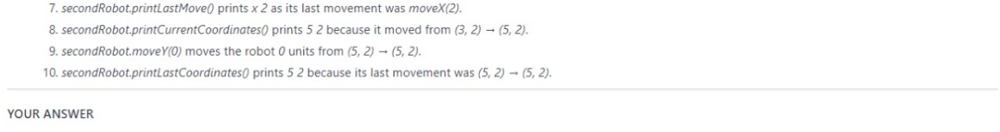 7. secondRobot.printLastMove() prints x 2 as its last movement was moveX(2).
8. secondRobot.printCurrentCoordinates() prints 5 2 because it moved from (3, 2) → (5, 2).
9. secondRobot.moveY(0) moves the robot 0 units from (5, 2) → (5, 2).
10. secondRobot.printLastCoordinates() prints 5 2 because its last movement was (5, 2) → (5, 2).
YOUR ANSWER